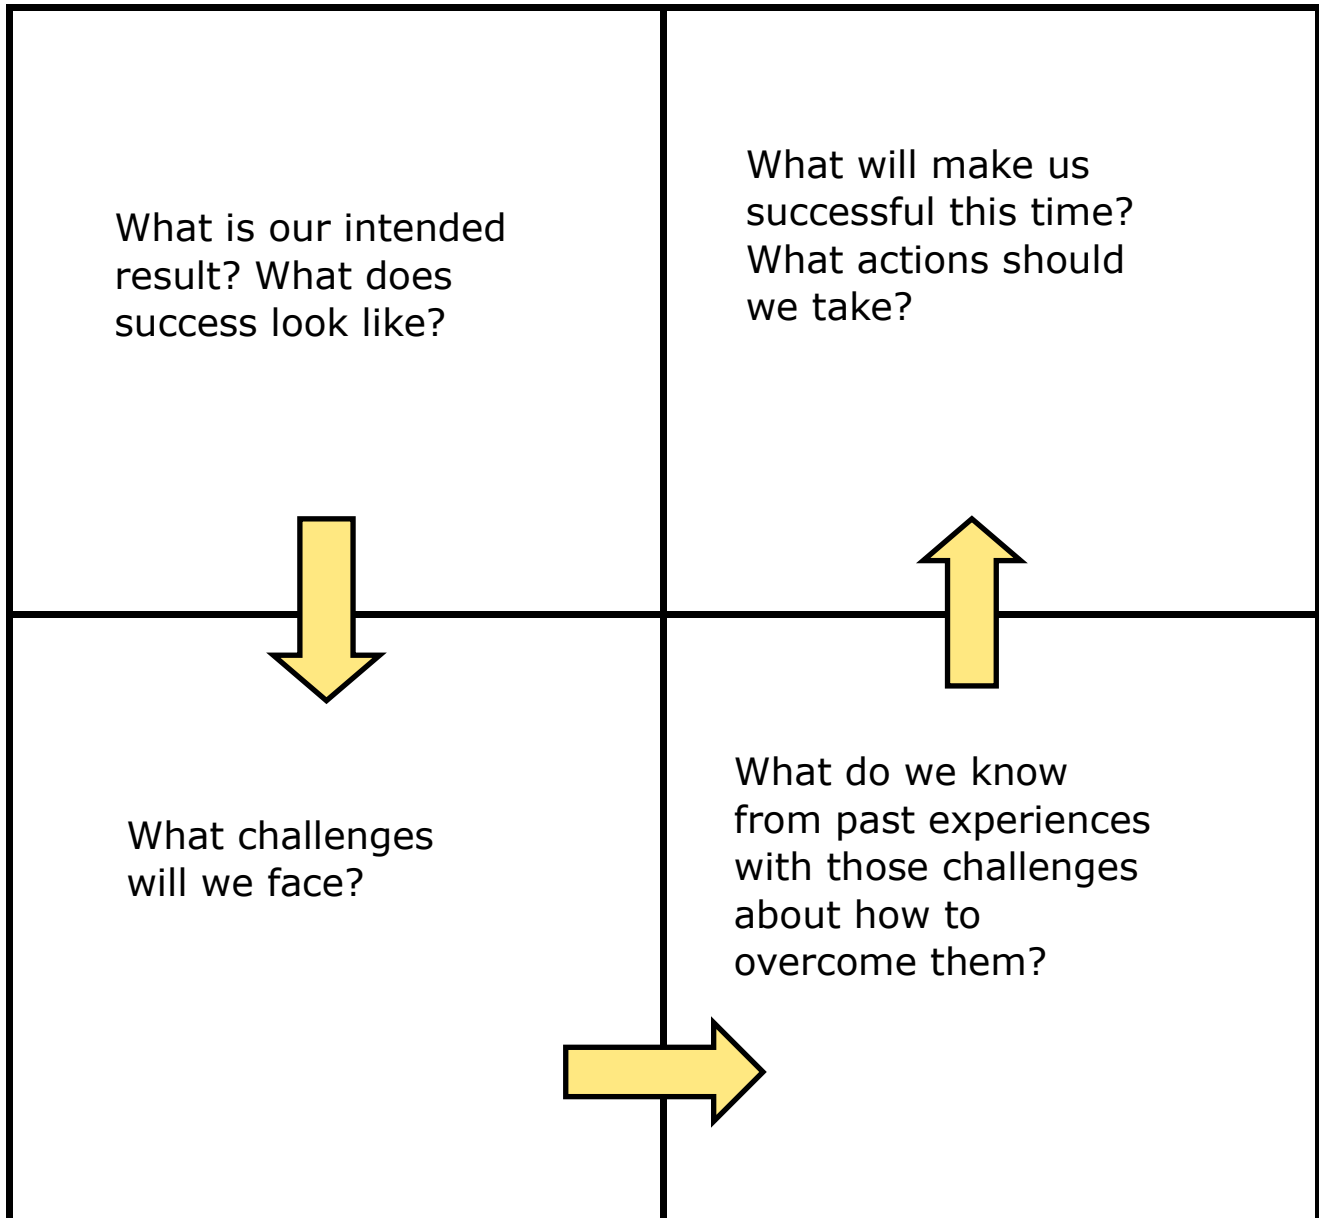 What is our intended
result? What does
success look like?
What challenges
will we face?
What do we know
from past experiences
with those challenges
about how to
overcome them?
What will make us
successful this time?
What actions should
we take?